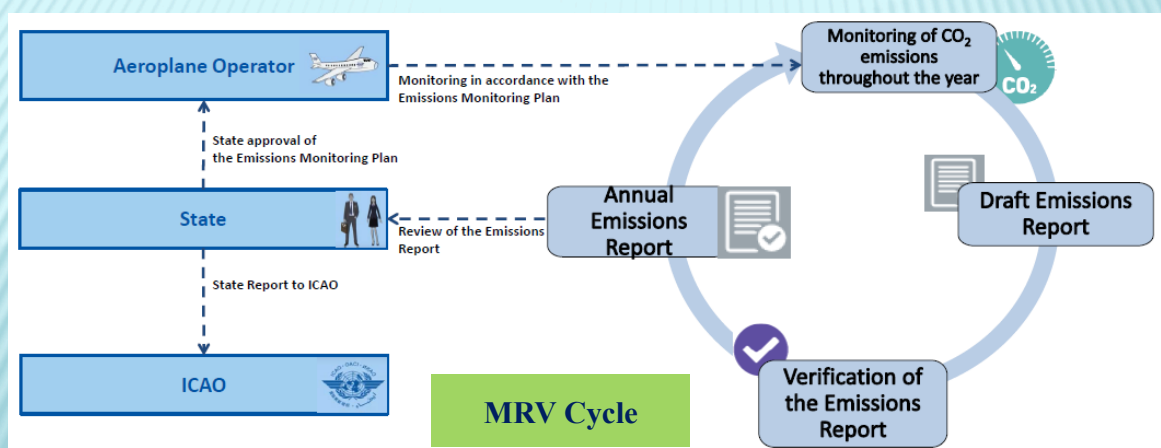 Aeroplane Operator
Monitoring in accordance with the
Emissions Monitoring Plan
Monitoring of CO₂
emissions
throughout the year
CO₂
State approval of
the Emissions Monitoring Plan
State
Review of the Emissions
Report
Annual
Emissions
Report
Draft Emissions
Report
State Report to ICAO
ICAO
Verification of
the Emissions
Report
MRV Cycle